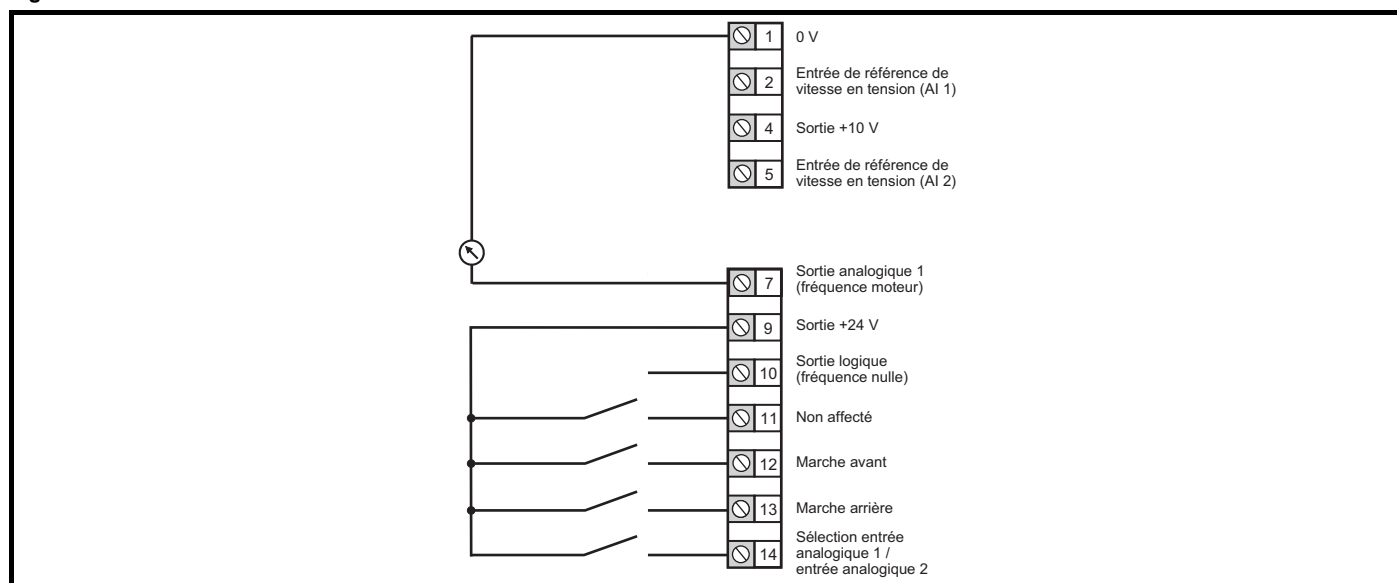 1 0 V
2 Entrée de référence de
vitesse en tension (AI 1)
4 Sortie +10 V
5 Entrée de référence de
vitesse en tension (AI 2)
7 Sortie analogique 1
(fréquence moteur)
9 Sortie +24 V
10 Sortie logique
(fréquence nulle)
11 Non affecté
12 Marche avant
13 Marche arrière
14 Sélection entrée
analogique 1 /
entrée analogique 2